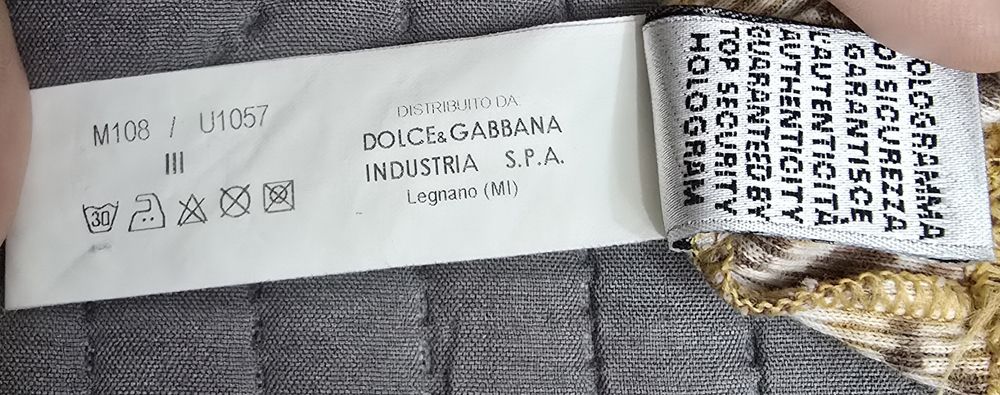 M108 / U1057
III
30
DISTRIBUITO DA:
DOLCE&GABBANA
INDUSTRIA S.P.A.
Legnano (MI)
OLOGRAMMA
DI SICUREZZA
GARANTISCE
L'AUTENTICITÀ
AUTHENTICITY
GUARANTEED BY
TOP SECURITY
HOLOGRAM